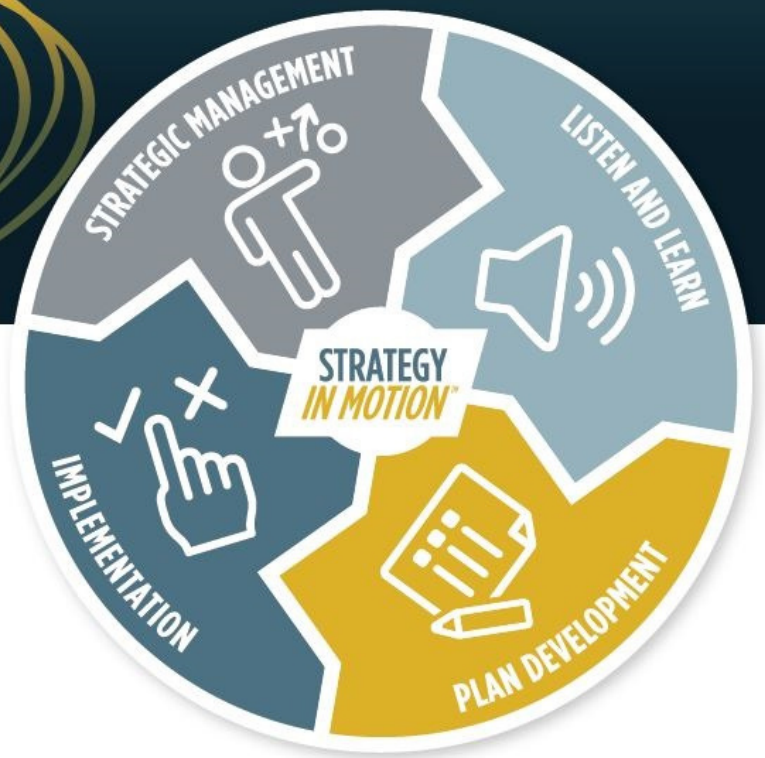 STRATEGIC MANAGEMENT
LISTEN AND LEARN
STRATEGY
IN MOTION™
IMPLEMENTATION
PLAN DEVELOPMENT